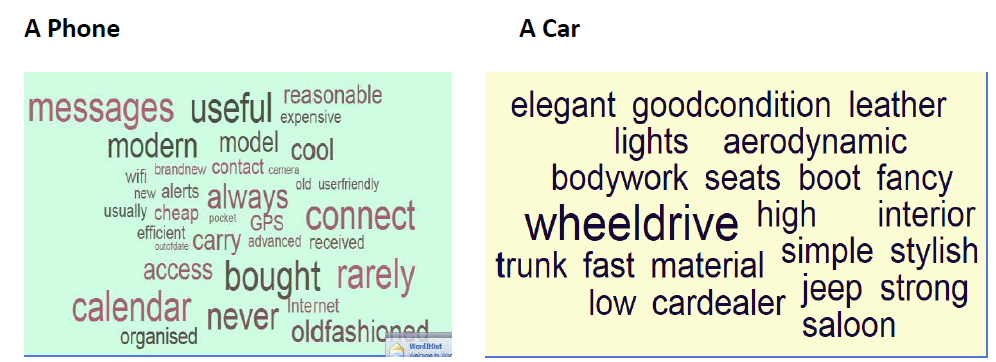 A Phone
messages useful reasonable
expensive
modern model cool
wifi brandnew contact camera
new alerts always old userfriendly
usually cheap pocket GPS connect
efficient
outofdate carry advanced received
access bought rarely
calendar never Internet
organised oldfashioned
WordItOut
Welcome to Wor
A Car
elegant goodcondition leather
lights aerodynamic
bodywork seats boot fancy
wheeldrive high interior
trunk fast material simple stylish
low cardealer jeep strong
saloon